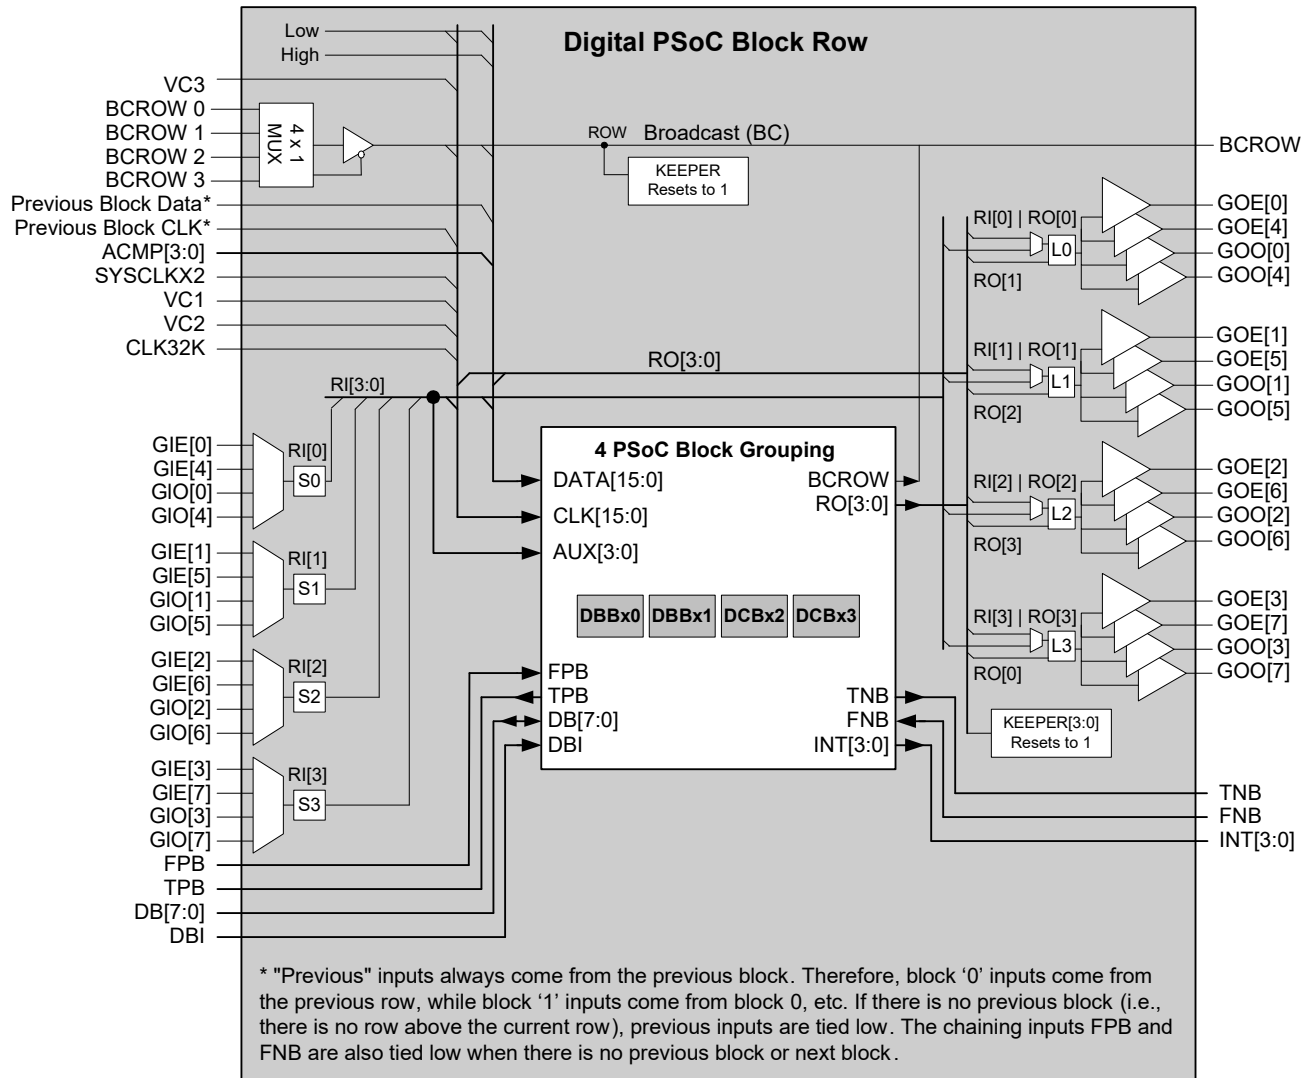 Digital PSoC Block Row
Low
High
VC3
BCROW 0
BCROW 1
BCROW 2
BCROW 3
Previous Block Data*
Previous Block CLK*
ACMP[3:0]
SYSCLKX2
VC1
VC2
CLK32K
4 x 1
MUX
ROW
Broadcast (BC)
KEEPER
Resets to 1
BCROW
RI[3:0]
RO[3:0]
GIE[0]
GIE[4]
GIO[0]
GIO[4]
RI[0]
S0
GIE[1]
GIE[5]
GIO[1]
GIO[5]
RI[1]
S1
GIE[2]
GIE[6]
GIO[2]
GIO[6]
RI[2]
S2
GIE[3]
GIE[7]
GIO[3]
GIO[7]
RI[3]
S3
FPB
TPB
DB[7:0]
DBI
4 PSoC Block Grouping
DATA[15:0]
CLK[15:0]
AUX[3:0]
BCROW
RO[3:0]
DBBx0
DBBx1
DCBx2
DCBx3
FPB
TPB
DB[7:0]
DBI
TNB
FNB
INT[3:0]
RI[0] | RO[0]
L0
RO[1]
GOE[0]
GOE[4]
GOO[0]
GOO[4]
RI[1] | RO[1]
L1
RO[2]
GOE[1]
GOE[5]
GOO[1]
GOO[5]
RI[2] | RO[2]
L2
RO[3]
GOE[2]
GOE[6]
GOO[2]
GOO[6]
RI[3] | RO[3]
L3
RO[0]
GOE[3]
GOE[7]
GOO[3]
GOO[7]
KEEPER[3:0]
Resets to 1
TNB
FNB
INT[3:0]
* "Previous" inputs always come from the previous block. Therefore, block ‘0’ inputs come from
the previous row, while block ‘1’ inputs come from block 0, etc. If there is no previous block (i.e.,
there is no row above the current row), previous inputs are tied low. The chaining inputs FPB and
FNB are also tied low when there is no previous block or next block.